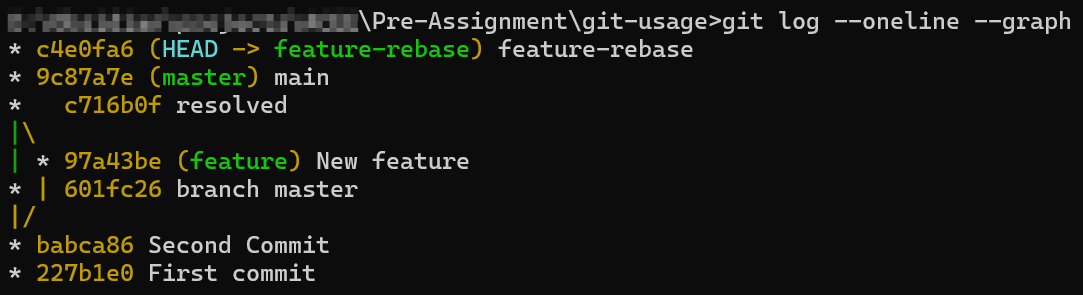 \Pre-Assignment\git-usage>git log --oneline --graph
* c4e0fa6 (HEAD -> feature-rebase) feature-rebase
* 9c87a7e (master) main
*   c716b0f resolved
|\
| * 97a43be (feature) New feature
* | 601fc26 branch master
|/
* babca86 Second Commit
* 227b1e0 First commit